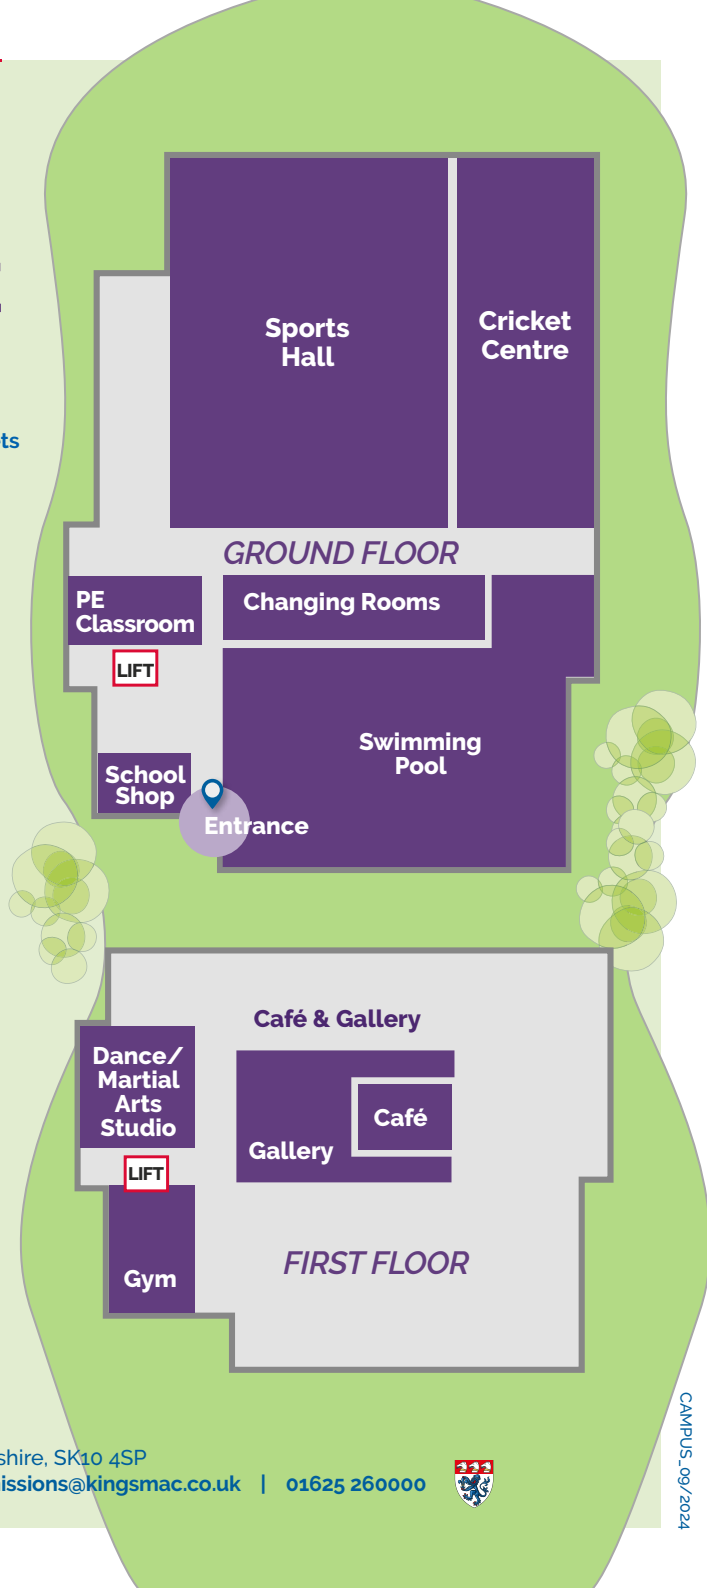 ts
Sports
Hall
Cricket
Centre
GROUND FLOOR
PE
Classroom
Changing Rooms
LIFT
Swimming
Pool
School
Shop
Entrance
Café & Gallery
Dance/
Martial
Arts
Studio
Café
Gallery
LIFT
Gym
FIRST FLOOR
shire, SK10 4SP
issions@kingsmac.co.uk | 01625 260000
CAMPUS_09/2024